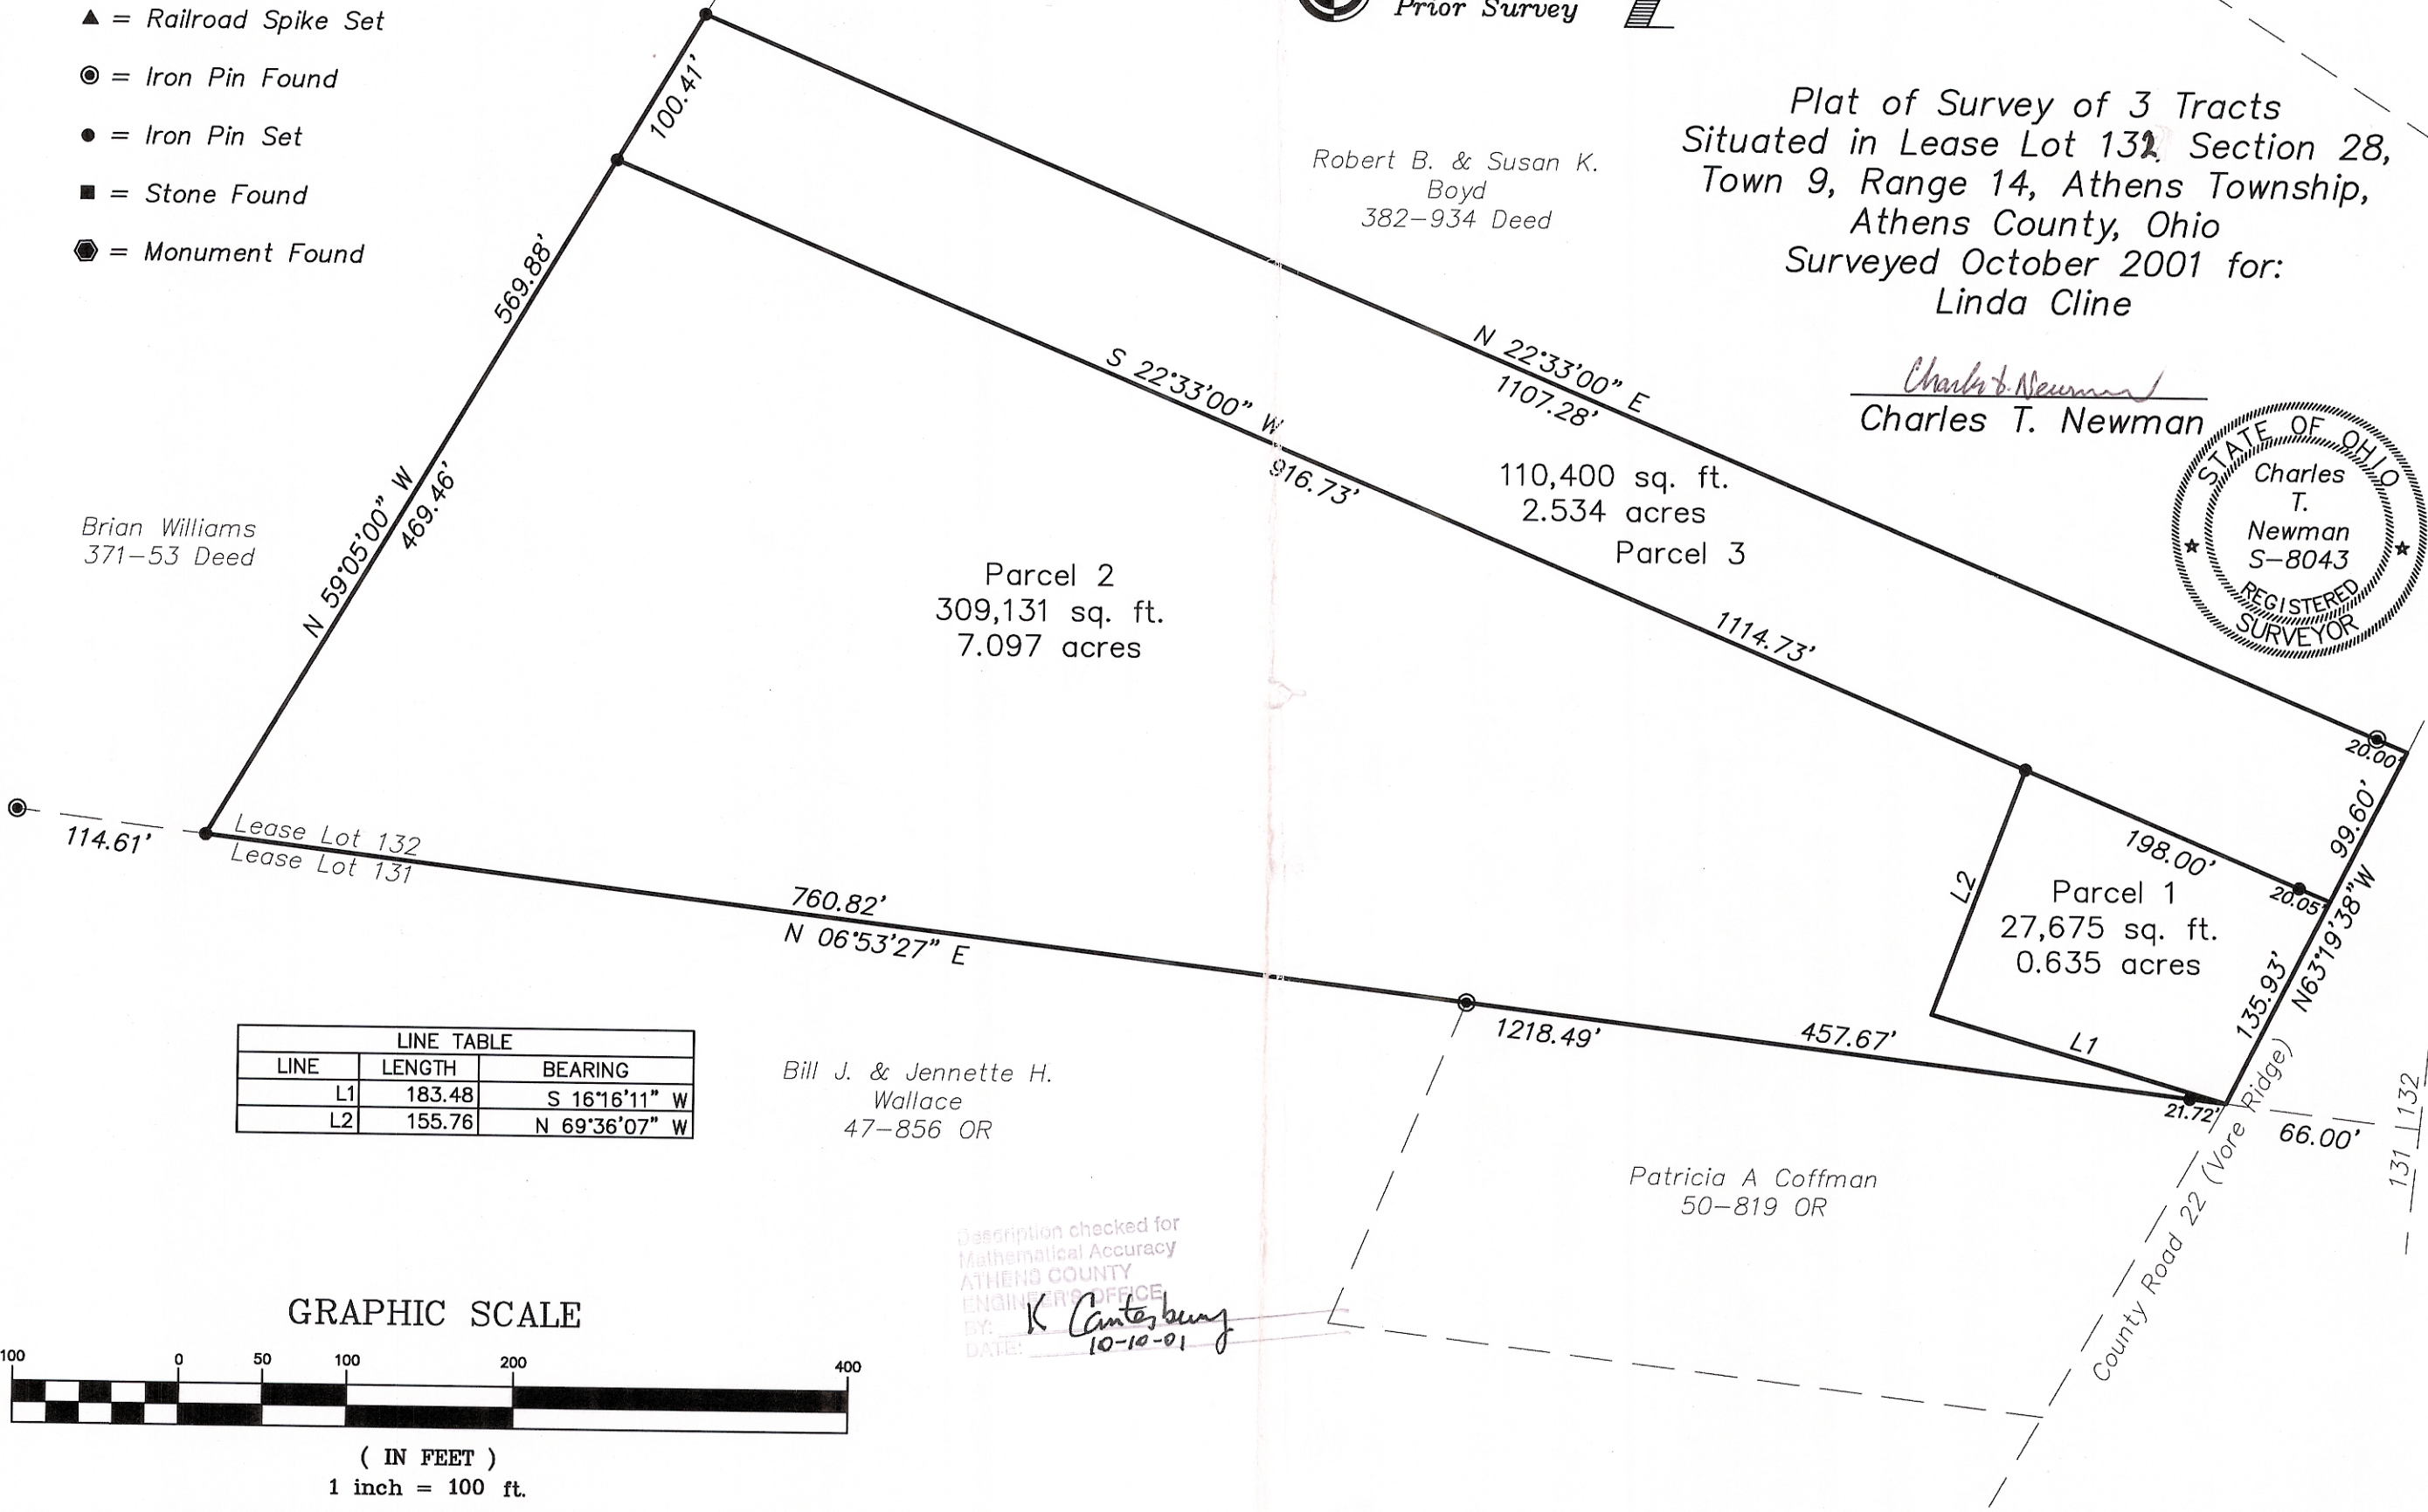 ▲ = Railroad Spike Set
= Iron Pin Found
● = Iron Pin Set
■ = Stone Found
= Monument Found
Prior Survey
Plat of Survey of 3 Tracts
Situated in Lease Lot 132, Section 28,
Town 9, Range 14, Athens Township,
Athens County, Ohio
Surveyed October 2001 for:
Linda Cline
Charles T. Newman
Charles T. Newman
STATE OF OHIO
Charles
T.
Newman
S-8043
REGISTERED
SURVEYOR
Robert B. & Susan K.
Boyd
382-934 Deed
100.41'
569.88'
N 59°05'00" W
469.46'
Brian Williams
371-53 Deed
S 22°33'00" W
916.73'
N 22°33'00" E
1107.28'
110,400 sq. ft.
2.534 acres
Parcel 3
Parcel 2
309,131 sq. ft.
7.097 acres
1114.73'
20.00'
99.60'
198.00'
20.05'
N63°19'38"W
135.93'
L2
Parcel 1
27,675 sq. ft.
0.635 acres
L1
114.61'
Lease Lot 132
Lease Lot 131
760.82'
N 06°53'27" E
1218.49'
457.67'
21.72'
66.00'
131 132
County Road 22 (Vore Ridge)
LINE TABLE
LINE LENGTH BEARING
L1 183.48 S 16°16'11" W
L2 155.76 N 69°36'07" W
Bill J. & Jennette H.
Wallace
47-856 OR
Patricia A Coffman
50-819 OR
Description checked for
Mathematical Accuracy
ATHENS COUNTY
ENGINEER'S OFFICE
BY: K Cantesbury
DATE: 10-10-01
GRAPHIC SCALE
100 0 50 100 200 400
( IN FEET )
1 inch = 100 ft.